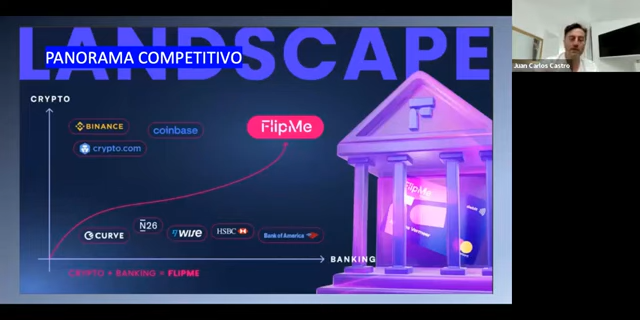 LANDSCAPE
PANORAMA COMPETITIVO
CRYPTO
BINANCE
coinbase
crypto.com
FlipMe
CURVE
N26
WISE
HSBC
Bank of America
BANKING
CRYPTO + BANKING = FLIPME
FlipMe
Juan Carlos Castro